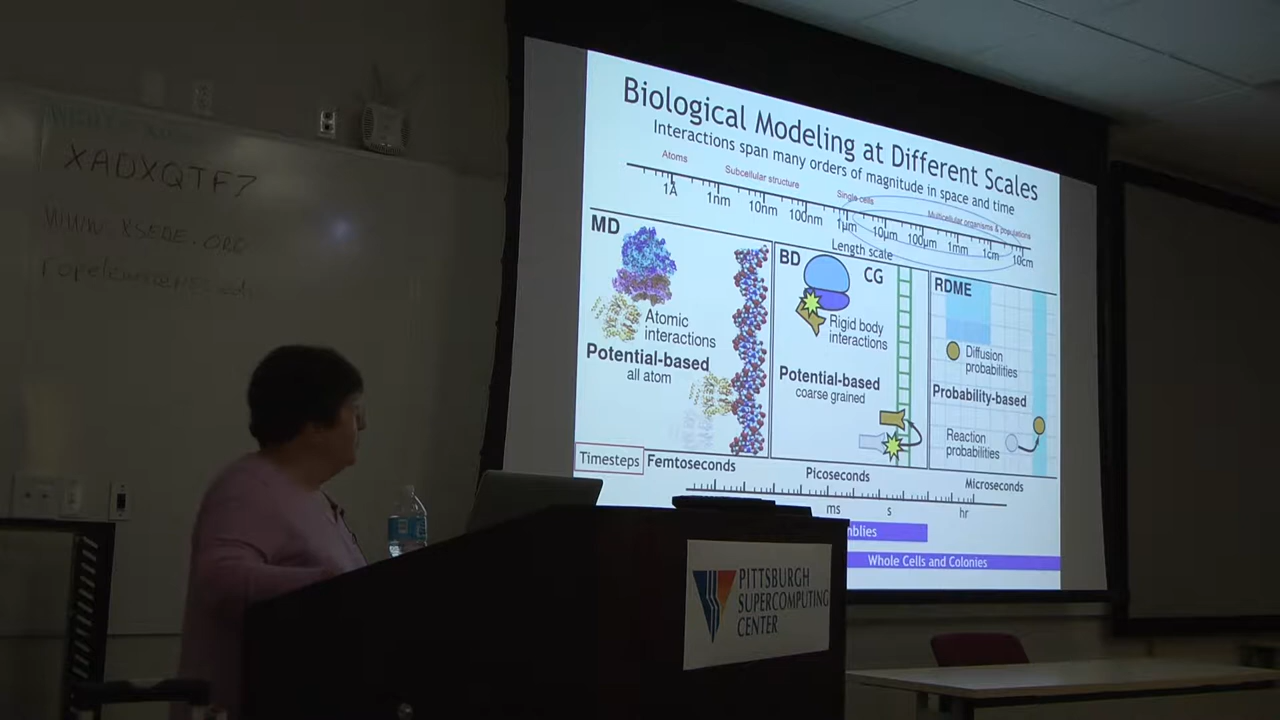 XADXQTF7
WWW.XSEDE.ORG
Biological Modeling at Different Scales
Interactions span many orders of magnitude in space and time
Atoms
Subcellular structure
Single cells
Multicellular organisms & populations
1Å 1nm 10nm 100nm 1µm 10µm 100µm 1mm 1cm 10cm
Length scale
MD
Atomic
interactions
Potential-based
all atom
BD
CG
Rigid body
interactions
Potential-based
coarse grained
RDME
Diffusion
probabilities
Probability-based
Reaction
probabilities
Timesteps
Femtoseconds
Picoseconds
Microseconds
ms s hr
Whole Cells and Colonies
PITTSBURGH
SUPERCOMPUTING
CENTER